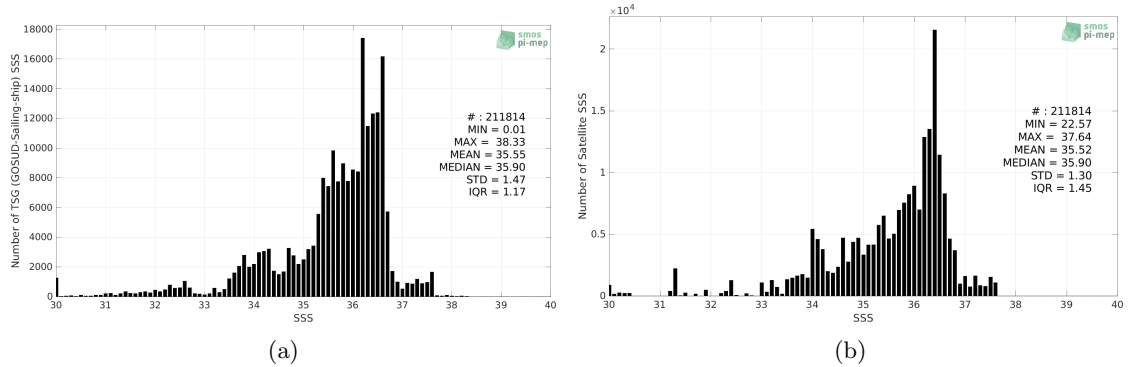 18000
16000
14000
12000
10000
8000
6000
4000
2000
0
Number of TSG (GOSUD-Sailing-ship) SSS
30 31 32 33 34 35 36 37 38 39 40
SSS
smos
pi-mep
# : 211814
MIN = 0.01
MAX = 38.33
MEAN = 35.55
MEDIAN = 35.90
STD = 1.47
IQR = 1.17
(a)
×10⁴
2
1.5
1
0.5
0
Number of Satellite SSS
30 31 32 33 34 35 36 37 38 39 40
SSS
smos
pi-mep
# : 211814
MIN = 22.57
MAX = 37.64
MEAN = 35.52
MEDIAN = 35.90
STD = 1.30
IQR = 1.45
(b)